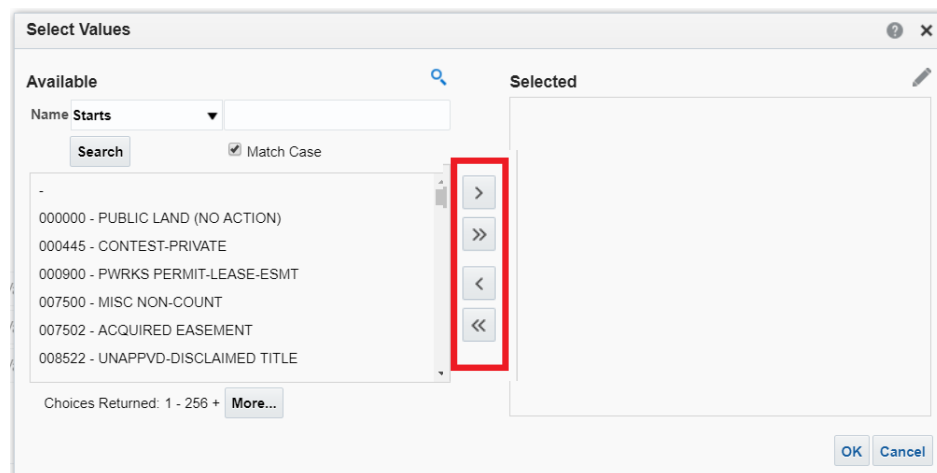 Select Values
Available
Selected
Name Starts
Search
Match Case
-
000000 - PUBLIC LAND (NO ACTION)
000445 - CONTEST-PRIVATE
000900 - PWRKS PERMIT-LEASE-ESMT
007500 - MISC NON-COUNT
007502 - ACQUIRED EASEMENT
008522 - UNAPPVD-DISCLAIMED TITLE
Choices Returned: 1 - 256 + More...
OK Cancel